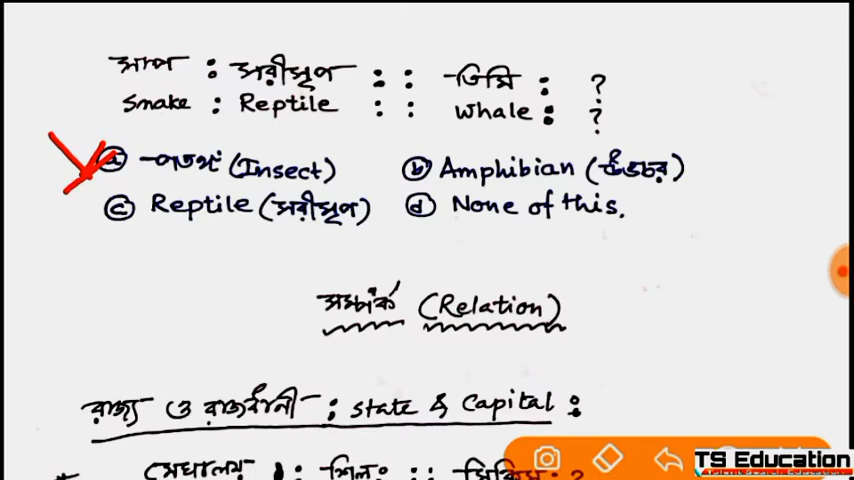 সাপ : সরীসৃপ : : তিমি : ?
Snake : Reptile : : Whale : ?
ⓐ পতঙ্গ (Insect) ⓑ Amphibian (উভচর)
ⓒ Reptile (সরীসৃপ) ⓓ None of this.
সম্পর্ক (Relation)
রাজ্য ও রাজধানী : State & Capital :
মেঘালয় : শিলং : : সিকিম : ?
TS Education